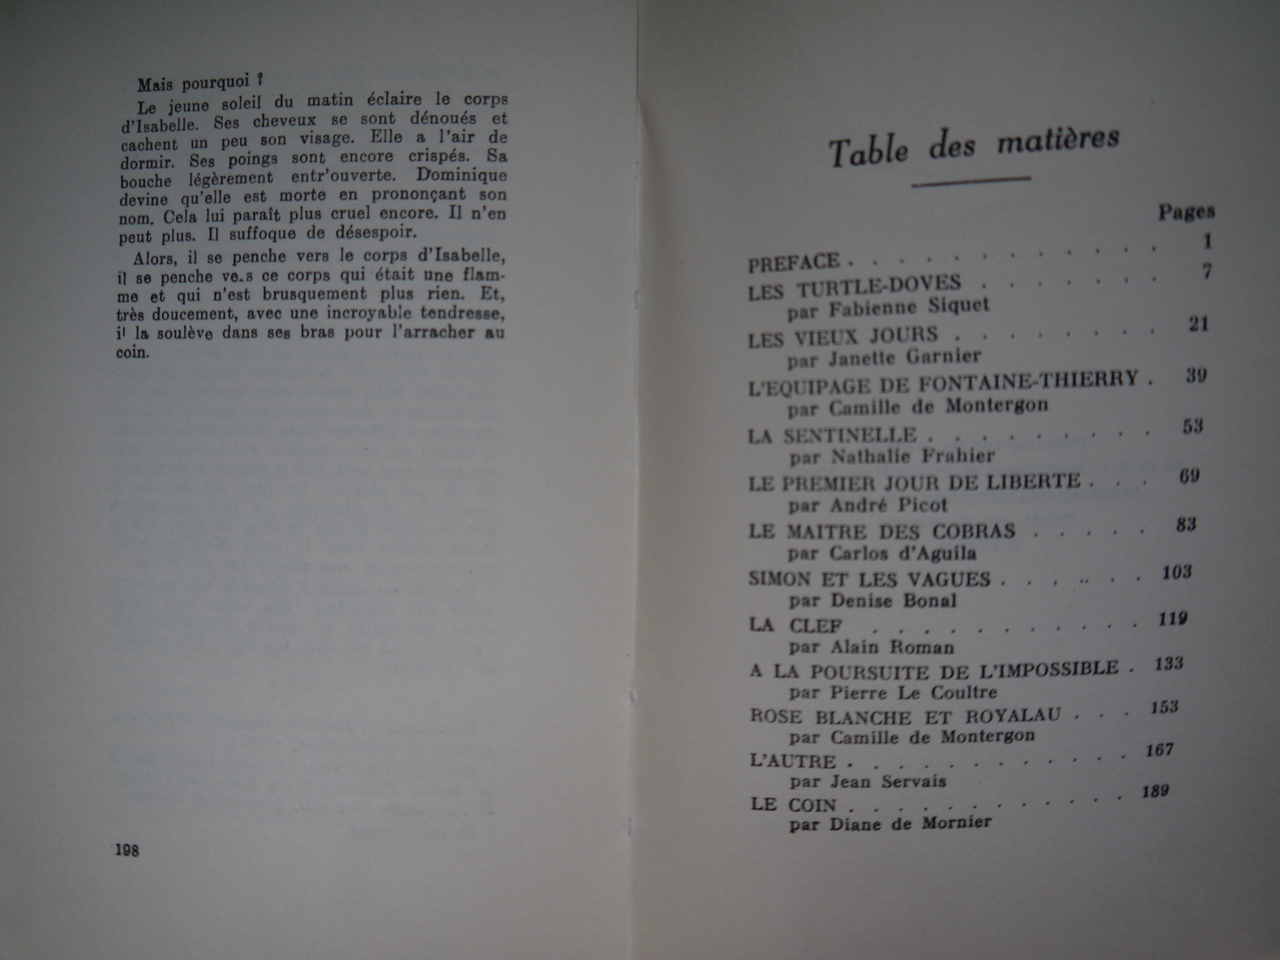 Mais pourquoi ?
Le jeune soleil du matin éclaire le corps
d'Isabelle. Ses cheveux se sont dénoués et
cachent un peu son visage. Elle a l'air de
dormir. Ses poings sont encore crispés. Sa
bouche légèrement entr'ouverte. Dominique
devine qu'elle est morte en prononçant son
nom. Cela lui paraît plus cruel encore. Il n'en
peut plus. Il suffoque de désespoir.
Alors, il se penche vers le corps d'Isabelle,
il se penche ve.s ce corps qui était une flam-
me et qui n'est brusquement plus rien. Et,
très doucement, avec une incroyable tendresse,
il la soulève dans ses bras pour l'arracher au
coin.
198
Table des matières
Pages
PREFACE . . . . . . . . . . . . 1
LES TURTLE-DOVES . . . . . . . 7
par Fabienne Siquet
LES VIEUX JOURS . . . . . . . . 21
par Janette Garnier
L'EQUIPAGE DE FONTAINE-THIERRY . 39
par Camille de Montergon
LA SENTINELLE . . . . . . . . . 53
par Nathalie Frahier
LE PREMIER JOUR DE LIBERTE . . . 69
par André Picot
LE MAITRE DES COBRAS . . . . . 83
par Carlos d'Aguila
SIMON ET LES VAGUES . . . .. . . 103
par Denise Bonal
LA CLEF . . . . . . . . . . . 119
par Alain Roman
A LA POURSUITE DE L'IMPOSSIBLE . 133
par Pierre Le Coultre
ROSE BLANCHE ET ROYALAU . . . 153
par Camille de Montergon
L'AUTRE . . . . . . . . . . . . 167
par Jean Servais
LE COIN . . . . . . . . . . . . 189
par Diane de Mornier